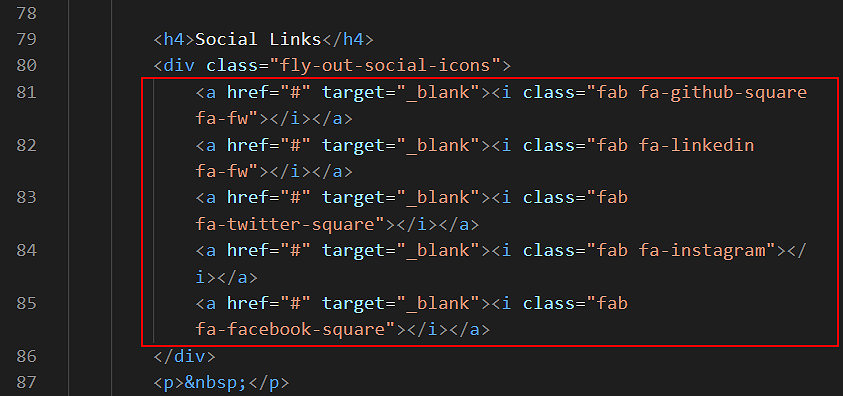 78
79 <h4>Social Links</h4>
80 <div class="fly-out-social-icons">
81 <a href="#" target="_blank"><i class="fab fa-github-square
fa-fw"></i></a>
82 <a href="#" target="_blank"><i class="fab fa-linkedin
fa-fw"></i></a>
83 <a href="#" target="_blank"><i class="fab
fa-twitter-square"></i></a>
84 <a href="#" target="_blank"><i class="fab fa-instagram"></
i></a>
85 <a href="#" target="_blank"><i class="fab
fa-facebook-square"></i></a>
86 </div>
87 <p>&nbsp;</p>